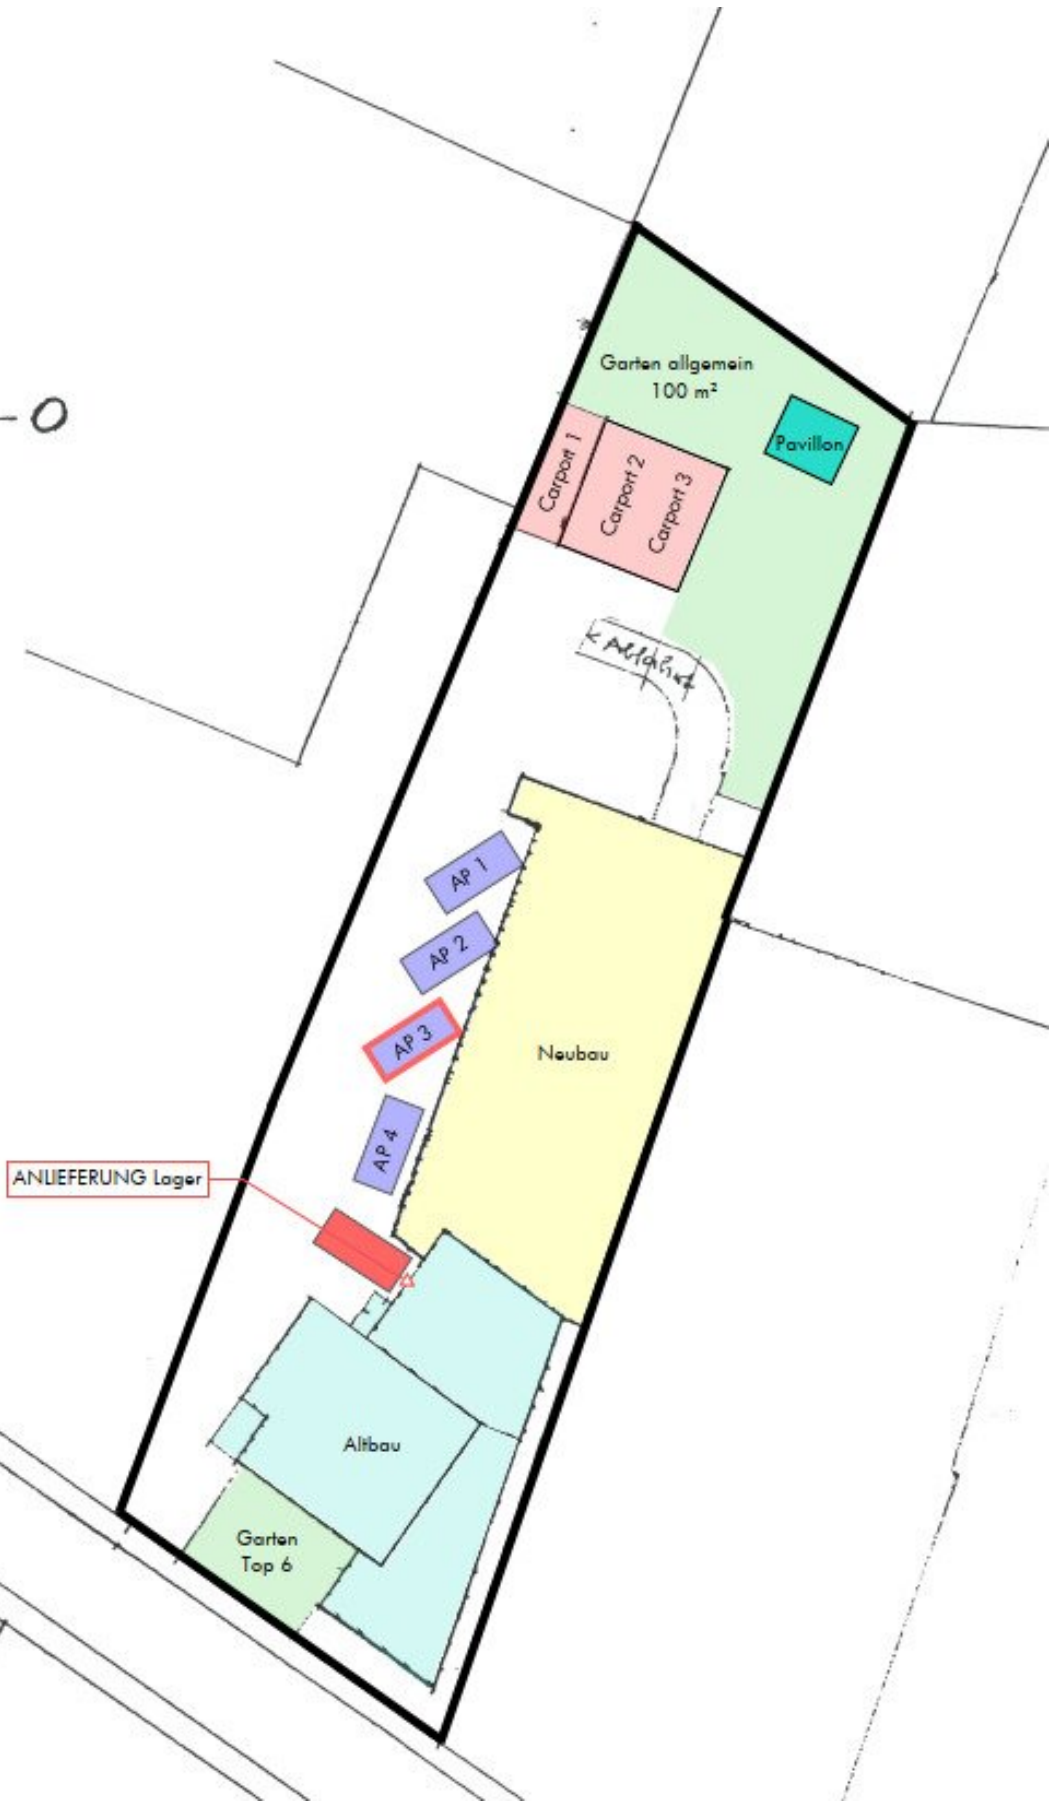 Garten allgemein
100 m²
Pavillon
Carport 1
Carport 2
Carport 3
< Abfahrt
AP 1
AP 2
AP 3
AP 4
Neubau
ANLIEFERUNG Lager
Altbau
Garten
Top 6